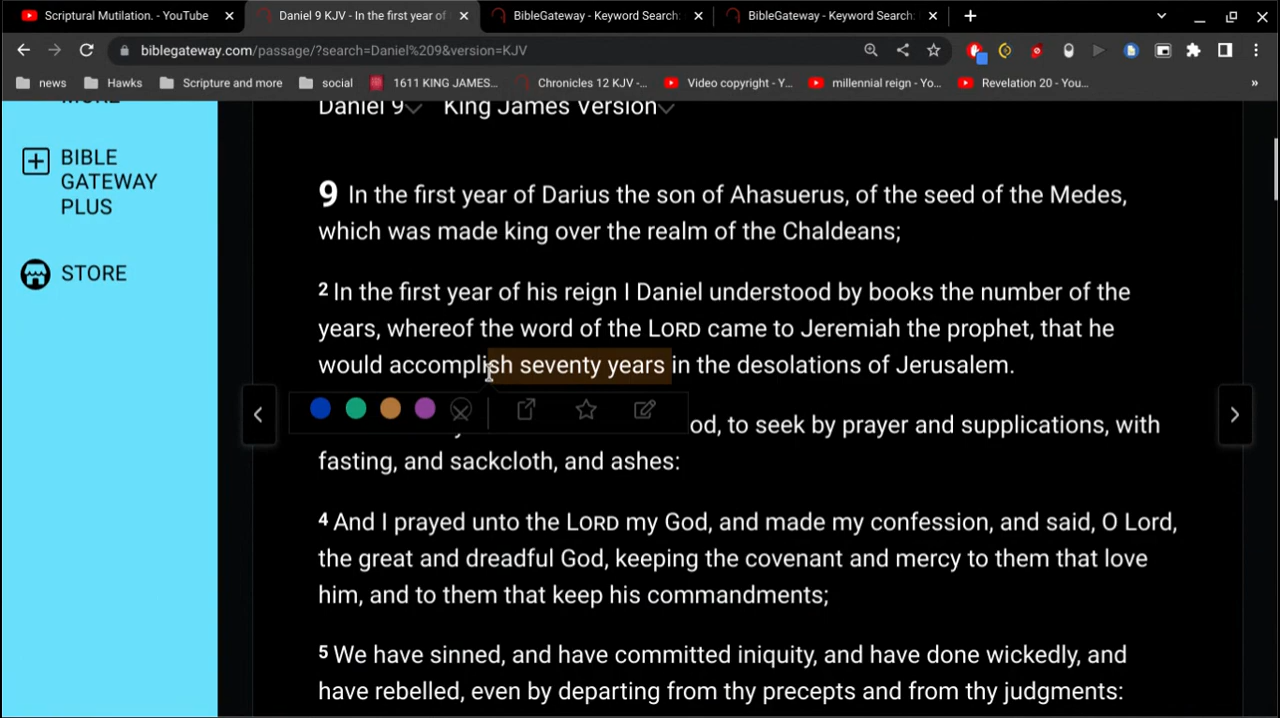 Scriptural Mutilation. - YouTube
Daniel 9 KJV - In the first year of
BibleGateway - Keyword Search:
BibleGateway - Keyword Search:
biblegateway.com/passage/?search=Daniel%209&version=KJV
news
Hawks
Scripture and more
social
1611 KING JAMES...
Chronicles 12 KJV -...
Video copyright - Y...
millennial reign - Yo...
Revelation 20 - You...
»
MORE
BIBLE
GATEWAY
PLUS
STORE
Daniel 9 King James Version
9 In the first year of Darius the son of Ahasuerus, of the seed of the Medes,
which was made king over the realm of the Chaldeans;
2 In the first year of his reign I Daniel understood by books the number of the
years, whereof the word of the LORD came to Jeremiah the prophet, that he
would accomplish seventy years in the desolations of Jerusalem.
od, to seek by prayer and supplications, with
fasting, and sackcloth, and ashes:
4 And I prayed unto the LORD my God, and made my confession, and said, O Lord,
the great and dreadful God, keeping the covenant and mercy to them that love
him, and to them that keep his commandments;
5 We have sinned, and have committed iniquity, and have done wickedly, and
have rebelled, even by departing from thy precepts and from thy judgments: